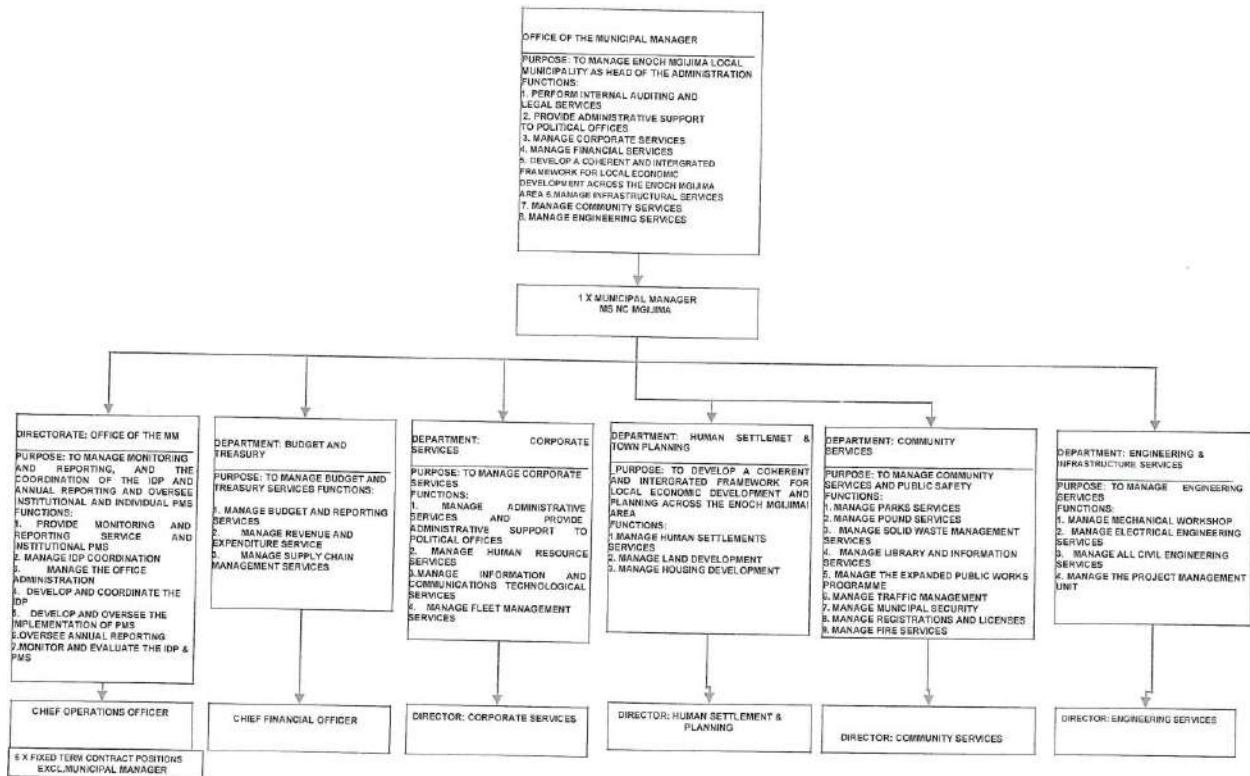 OFFICE OF THE MUNICIPAL MANAGER
PURPOSE: TO MANAGE ENOCH MGIJIMA LOCAL
MUNICIPALITY AS HEAD OF THE ADMINISTRATION
FUNCTIONS:
1. PERFORM INTERNAL AUDITING AND
LEGAL SERVICES
2. PROVIDE ADMINISTRATIVE SUPPORT
TO POLITICAL OFFICES
3. MANAGE CORPORATE SERVICES
4. MANAGE FINANCIAL SERVICES
5. DEVELOP A COHERENT AND INTERGRATED
FRAMEWORK FOR LOCAL ECONOMIC
DEVELOPMENT ACROSS THE ENOCH MGIJIMA
AREA 6.MANAGE INFRASTRUCTURAL SERVICES
7. MANAGE COMMUNITY SERVICES
8. MANAGE ENGINEERING SERVICES
1 X MUNICIPAL MANAGER
MS NC MGIJIMA
DIRECTORATE: OFFICE OF THE MM
PURPOSE: TO MANAGE MONITORING
AND REPORTING, AND THE
COORDINATION OF THE IDP AND
ANNUAL REPORTING AND OVERSEE
INSTITUTIONAL AND INDIVIDUAL PMS
FUNCTIONS:
1. PROVIDE MONITORING AND
REPORTING SERVICE AND
INSTITUTIONAL PMS
2. MANAGE IDP COORDINATION
3. MANAGE THE OFFICE
ADMINISTRATION
4. DEVELOP AND COORDINATE THE
IDP
5. DEVELOP AND OVERSEE THE
IMPLEMENTATION OF PMS
6.OVERSEE ANNUAL REPORTING
7.MONITOR AND EVALUATE THE IDP &
PMS
CHIEF OPERATIONS OFFICER
6 X FIXED TERM CONTRACT POSITIONS
EXCL.MUNICIPAL MANAGER
DEPARTMENT: BUDGET AND
TREASURY
PURPOSE: TO MANAGE BUDGET AND
TREASURY SERVICES FUNCTIONS:
1. MANAGE BUDGET AND REPORTING
SERVICES
2. MANAGE REVENUE AND
EXPENDITURE SERVICE
3. MANAGE SUPPLY CHAIN
MANAGEMENT SERVICES
CHIEF FINANCIAL OFFICER
DEPARTMENT: CORPORATE
SERVICES
PURPOSE: TO MANAGE CORPORATE
SERVICES
FUNCTIONS:
1. MANAGE ADMINISTRATIVE
SERVICES AND PROVIDE
ADMINISTRATIVE SUPPORT TO
POLITICAL OFFICES
2. MANAGE HUMAN RESOURCE
SERVICES
3.MANAGE INFORMATION AND
COMMUNICATIONS TECHNOLOGICAL
SERVICES
4. MANAGE FLEET MANAGEMENT
SERVICES
DIRECTOR: CORPORATE SERVICES
DEPARTMENT: HUMAN SETTLEMET &
TOWN PLANNING
PURPOSE: TO DEVELOP A COHERENT
AND INTERGRATED FRAMEWORK FOR
LOCAL ECONOMIC DEVELOPMENT AND
PLANNING ACROSS THE ENOCH MGIJIMAI
AREA
FUNCTIONS:
1.MANAGE HUMAN SETTLEMENTS
SERVICES
2. MANAGE LAND DEVELOPMENT
3. MANAGE HOUSING DEVELOPMENT
DIRECTOR: HUMAN SETTLEMENT &
PLANNING
DEPARTMENT: COMMUNITY
SERVICES
PURPOSE: TO MANAGE COMMUNITY
SERVICES AND PUBLIC SAFETY
FUNCTIONS:
1. MANAGE PARKS SERVICES
2. MANAGE POUND SERVICES
3. MANAGE SOLID WASTE MANAGEMENT
SERVICES
4. MANAGE LIBRARY AND INFORMATION
SERVICES
5. MANAGE THE EXPANDED PUBLIC WORKS
PROGRAMME
6. MANAGE TRAFFIC MANAGEMENT
7. MANAGE MUNICIPAL SECURITY
8. MANAGE REGISTRATIONS AND LICENSES
9. MANAGE FIRE SERVICES
DIRECTOR: COMMUNITY SERVICES
DEPARTMENT: ENGINEERING &
INFRASTRUCTURE SERVICES
PURPOSE: TO MANAGE ENGINEERING
SERVICES
FUNCTIONS:
1. MANAGE MECHANICAL WORKSHOP
2. MANAGE ELECTRICAL ENGINEERING
SERVICES
3. MANAGE ALL CIVIL ENGINEERING
SERVICES
4. MANAGE THE PROJECT MANAGEMENT
UNIT
DIRECTOR: ENGINEERING SERVICES